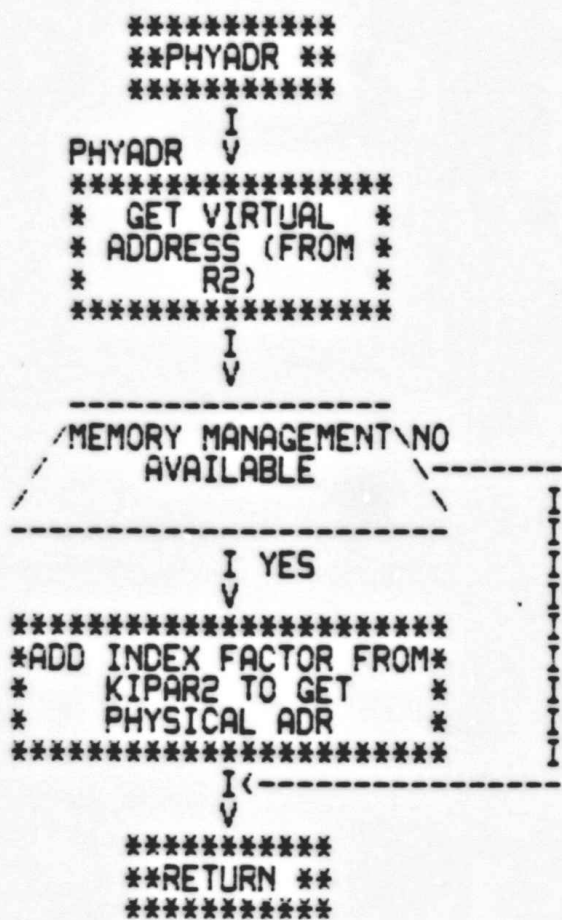 ***********
**PHYADR **
***********
I
PHYADR V
*****************
* GET VIRTUAL *
* ADDRESS (FROM *
* R2) *
*****************
I
V
-----------------
/MEMORY MANAGEMENT\NO
/ AVAILABLE \-------
/ \ I
----------------------- I
I YES I
V I
*********************** I
*ADD INDEX FACTOR FROM* I
* KIPAR2 TO GET * I
* PHYSICAL ADR * I
*********************** I
I<----------------
V
***********
**RETURN **
***********